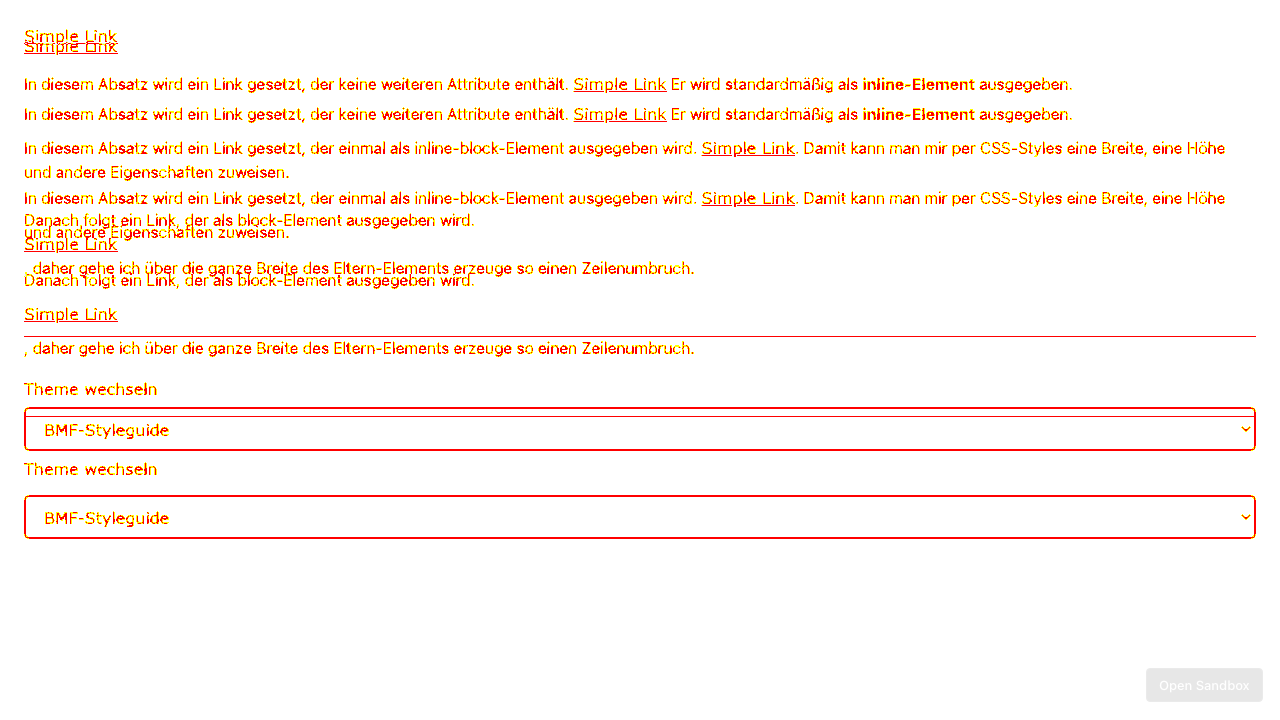 Simple Link
Simple Link
In diesem Absatz wird ein Link gesetzt, der keine weiteren Attribute enthält. Simple Link Er wird standardmäßig als inline-Element ausgegeben.
In diesem Absatz wird ein Link gesetzt, der keine weiteren Attribute enthält. Simple Link Er wird standardmäßig als inline-Element ausgegeben.
In diesem Absatz wird ein Link gesetzt, der einmal als inline-block-Element ausgegeben wird. Simple Link. Damit kann man mir per CSS-Styles eine Breite, eine Höhe
und andere Eigenschaften zuweisen.
In diesem Absatz wird ein Link gesetzt, der einmal als inline-block-Element ausgegeben wird. Simple Link. Damit kann man mir per CSS-Styles eine Breite, eine Höhe
Danach folgt ein Link, der als block-Element ausgegeben wird.
und andere Eigenschaften zuweisen.
Simple Link
, daher gehe ich über die ganze Breite des Eltern-Elements erzeuge so einen Zeilenumbruch.
Danach folgt ein Link, der als block-Element ausgegeben wird.
Simple Link
, daher gehe ich über die ganze Breite des Eltern-Elements erzeuge so einen Zeilenumbruch.
Theme wechseln
BMF-Styleguide
Theme wechseln
BMF-Styleguide
Open Sandbox